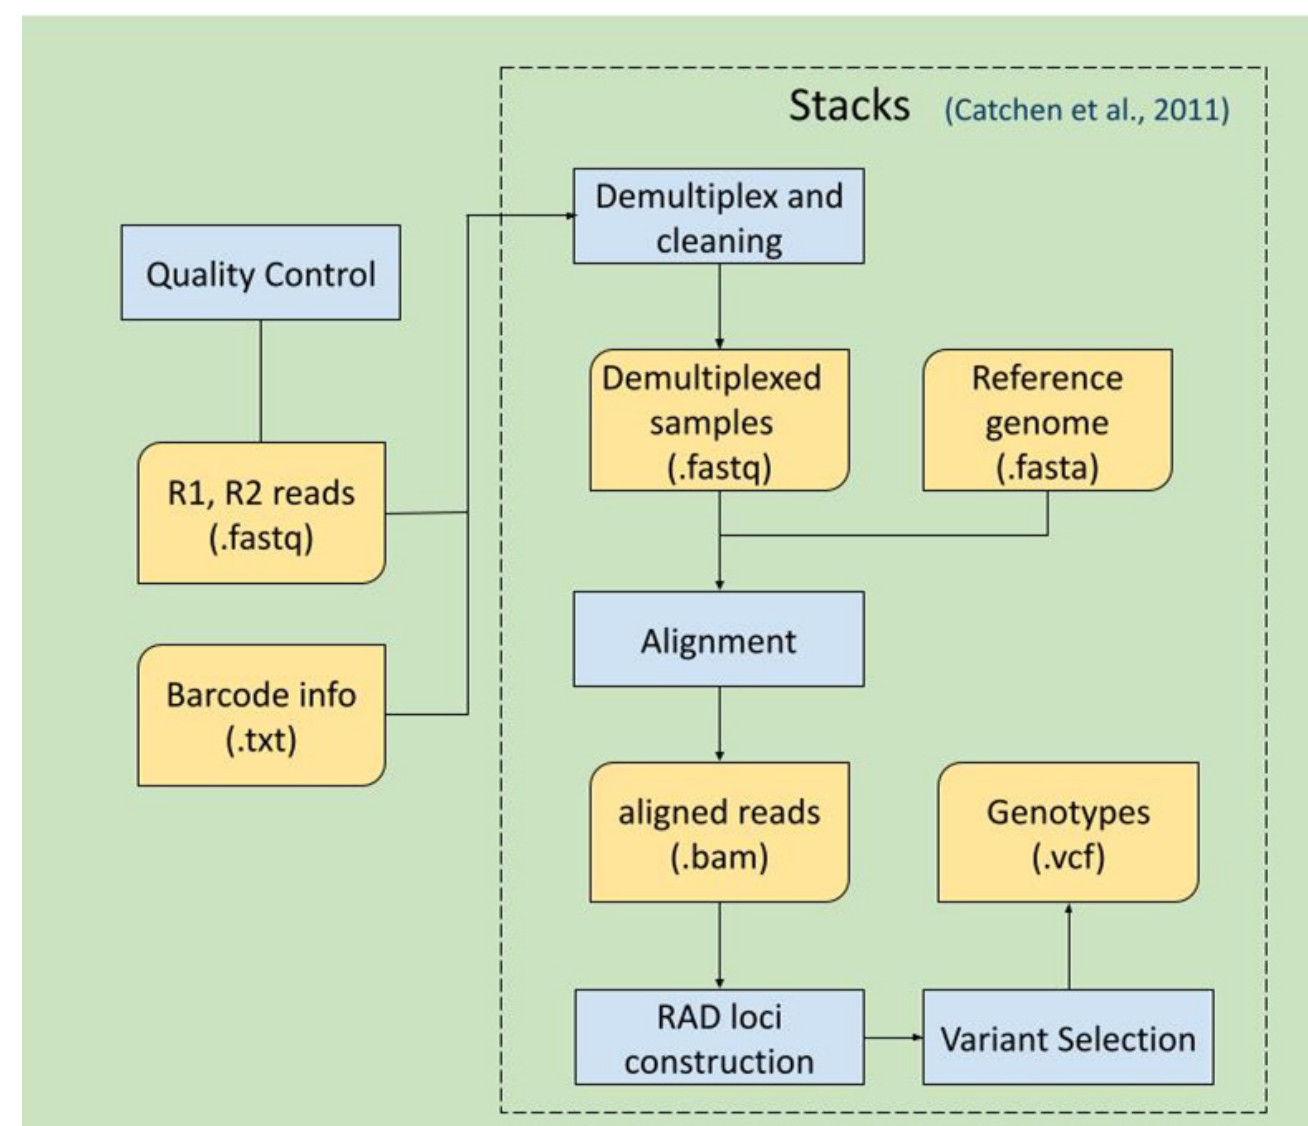 Stacks (Catchen et al., 2011)
Demultiplex and
cleaning
Quality Control
Demultiplexed
samples
(.fastq)
Reference
genome
(.fasta)
R1, R2 reads
(.fastq)
Alignment
Barcode info
(.txt)
aligned reads
(.bam)
Genotypes
(.vcf)
RAD loci
construction
Variant Selection